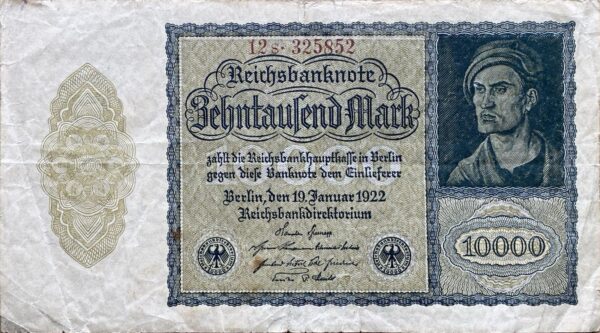 12s·325852
Reichsbanknote
Zehntausend Mark
zahlt die Reichsbankhauptkasse in Berlin
gegen diese Banknote dem Einlieferer
Berlin, den 19. Januar 1922
Reichsbankdirektorium
10000